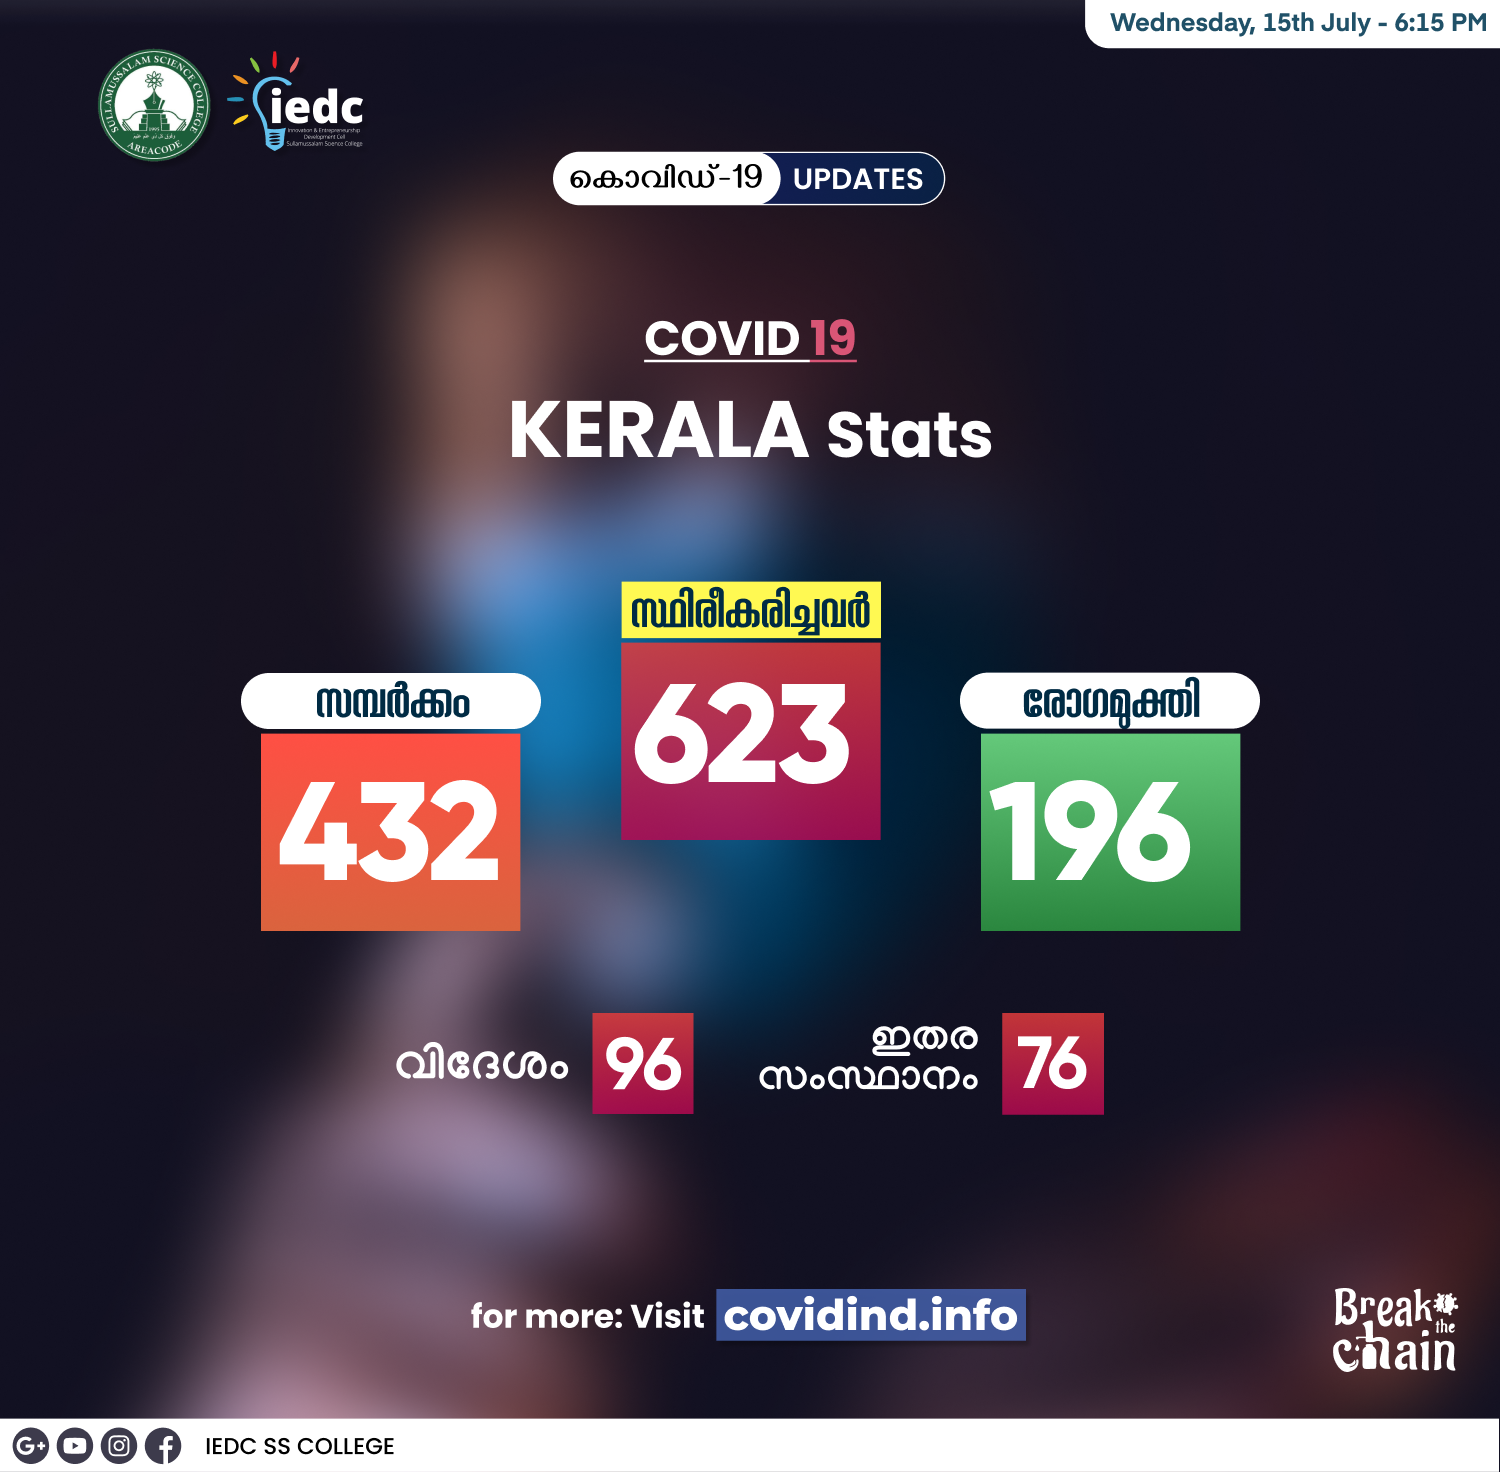 Wednesday, 15th July - 6:15 PM
SULLAMUSSALAM SCIENCE COLLEGE
1995
AREACODE
iedc
Innovation & Entrepreneurship
Development Cell
Sullamussalam Science College
കൊവിഡ്-19 UPDATES
COVID 19
KERALA Stats
സ്ഥിരീകരിച്ചവർ
623
സമ്പർക്കം
432
രോഗമുക്തി
196
വിദേശം 96
ഇതര
സംസ്ഥാനം 76
for more: Visit covidind.info
Break
the
chain
G+
IEDC SS COLLEGE